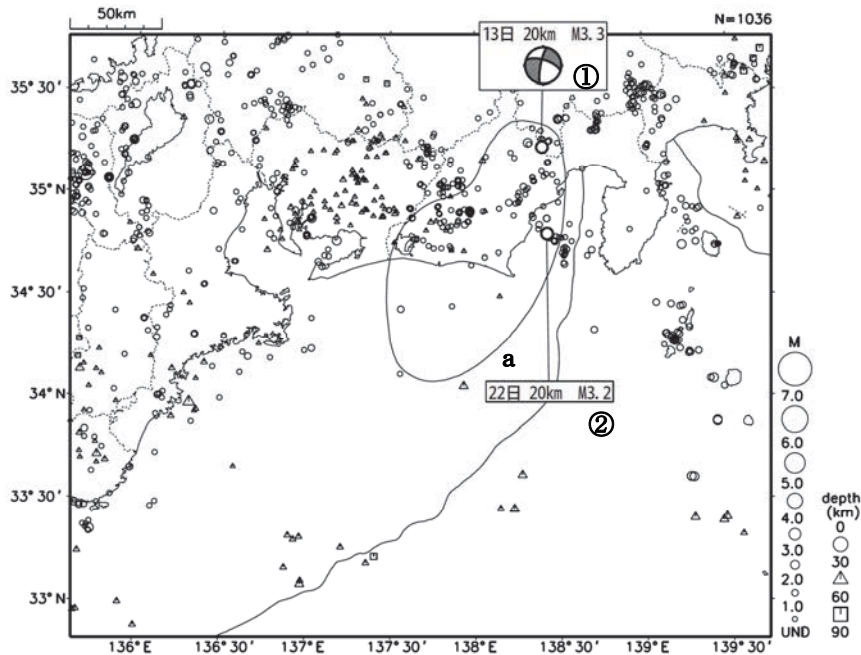 50km
N=1036
13日 20km M3.3
①
35°30′
35°N
34°30′
a
34°N
22日 20km M3.2
②
33°30′
33°N
136°E
136°30′
137°E
137°30′
138°E
138°30′
139°E
139°30′
M
7.0
6.0
5.0
4.0
3.0
2.0
1.0
UND
depth
(km)
0
30
60
90